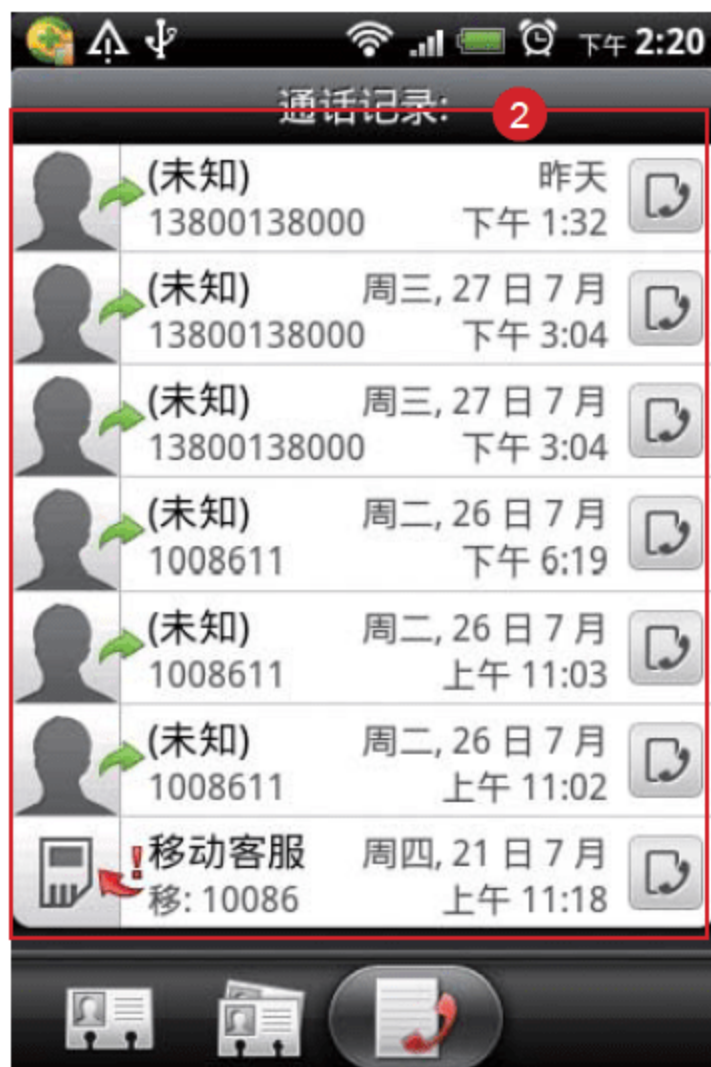 下午 2:20
通话记录:
2
(未知) 昨天
13800138000 下午 1:32
(未知) 周三, 27 日 7 月
13800138000 下午 3:04
(未知) 周三, 27 日 7 月
13800138000 下午 3:04
(未知) 周二, 26 日 7 月
1008611 下午 6:19
(未知) 周二, 26 日 7 月
1008611 上午 11:03
(未知) 周二, 26 日 7 月
1008611 上午 11:02
移动客服 周四, 21 日 7 月
移: 10086 上午 11:18